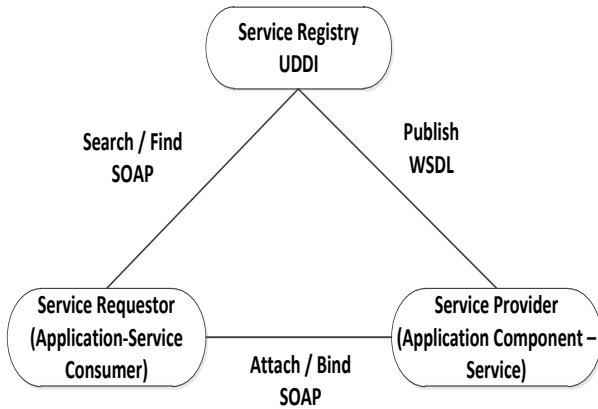 Service Registry
UDDI
Search / Find
SOAP
Publish
WSDL
Service Requestor
(Application-Service
Consumer)
Service Provider
(Application Component –
Service)
Attach / Bind
SOAP